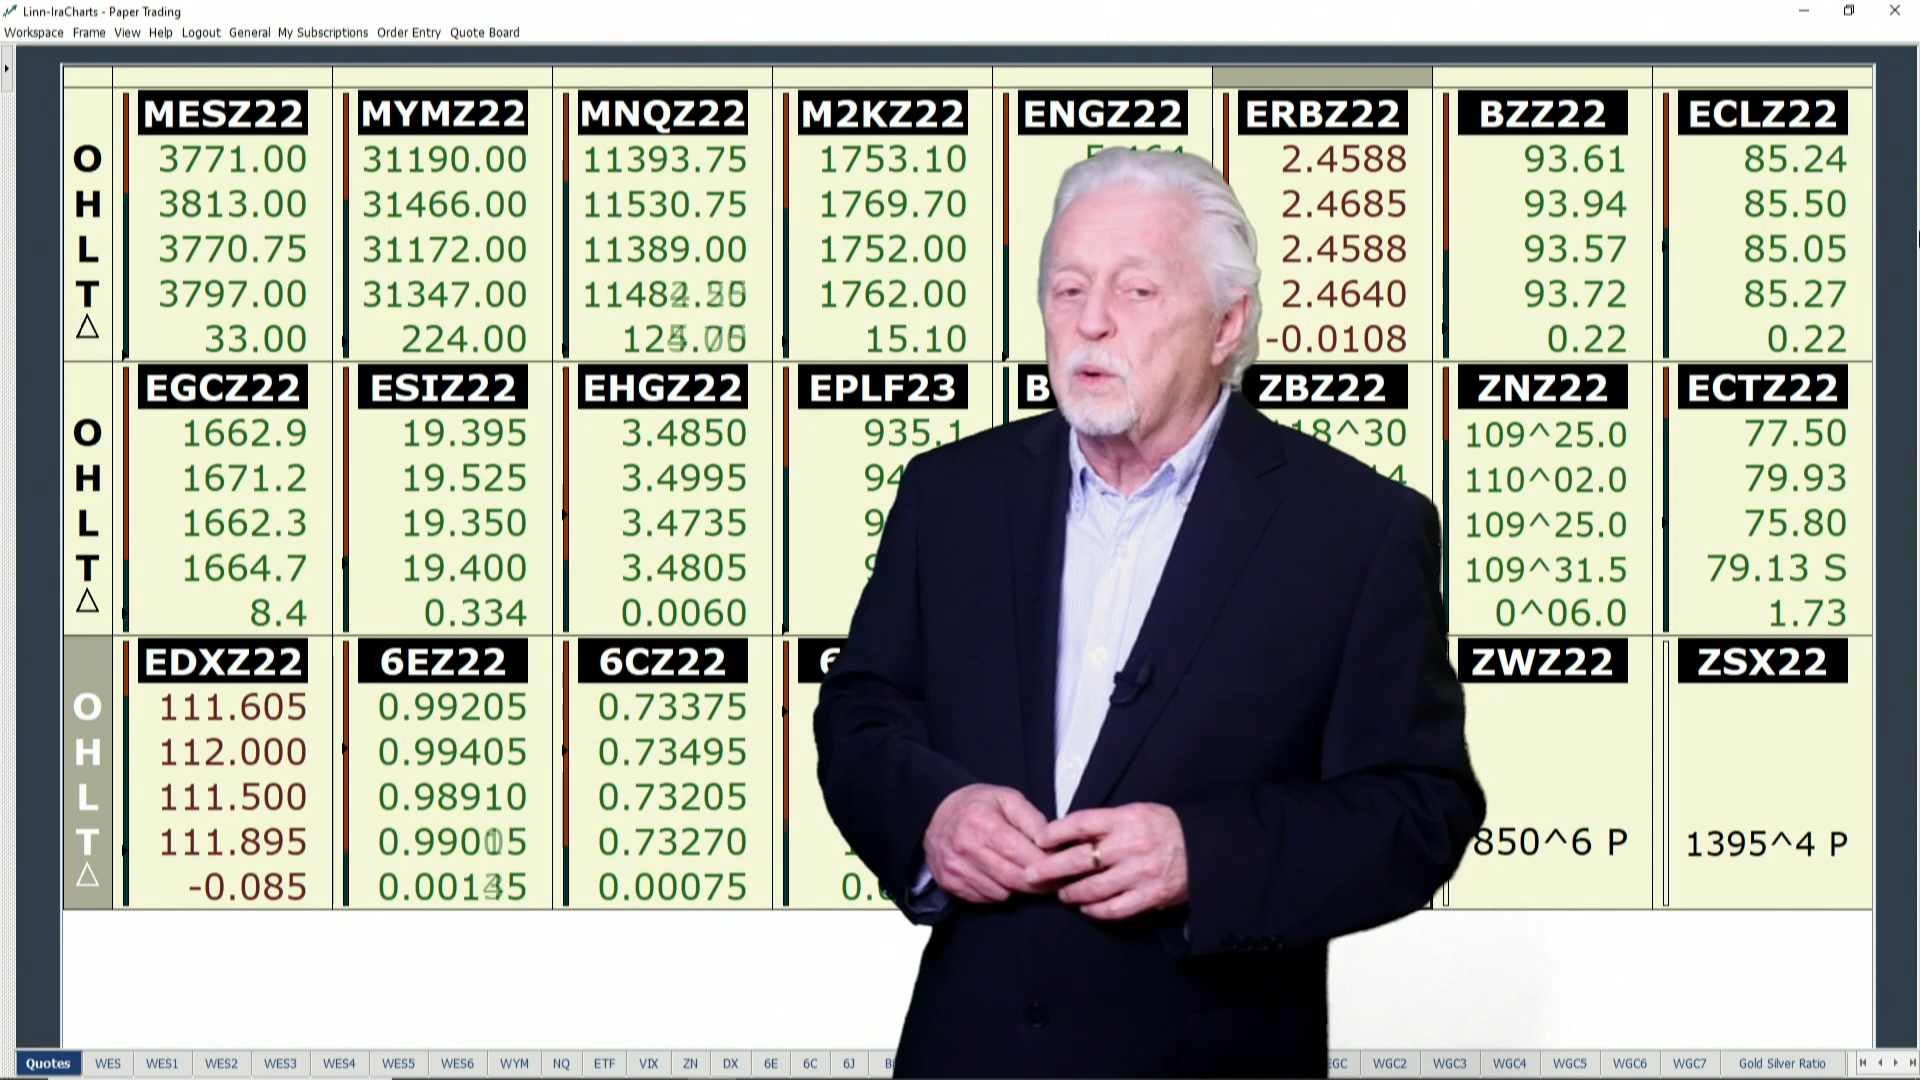 Linn-IraCharts - Paper Trading
Workspace Frame View Help Logout General My Subscriptions Order Entry Quote Board
MESZ22 MYMZ22 MNQZ22 M2KZ22 ENGZ22 ERBZ22 BZZ22 ECLZ22
O 3771.00 31190.00 11393.75 1753.10 2.4588 93.61 85.24
H 3813.00 31466.00 11530.75 1769.70 2.4685 93.94 85.50
L 3770.75 31172.00 11389.00 1752.00 2.4588 93.57 85.05
T 3797.00 31347.00 1762.00 2.4640 93.72 85.27
△ 33.00 224.00 15.10 -0.0108 0.22 0.22
EGCZ22 ESIZ22 EHGZ22 EPLF23 B ZBZ22 ZNZ22 ECTZ22
O 1662.9 19.395 3.4850 935.1 18^30 109^25.0 77.50
H 1671.2 19.525 3.4995 94 4 110^02.0 79.93
L 1662.3 19.350 3.4735 9 109^25.0 75.80
T 1664.7 19.400 3.4805 9 109^31.5 79.13 S
△ 8.4 0.334 0.0060 0^06.0 1.73
EDXZ22 6EZ22 6CZ22 6 ZWZ22 ZSX22
O 111.605 0.99205 0.73375
H 112.000 0.99405 0.73495
L 111.500 0.98910 0.73205
T 111.895 0.73270 850^6 P 1395^4 P
△ -0.085 0.00075 0.
Quotes WES WES1 WES2 WES3 WES4 WES5 WES6 WYM NQ ETF VIX ZN DX 6E 6C 6J EGC WGC2 WGC3 WGC4 WGC5 WGC6 WGC7 Gold Silver Ratio